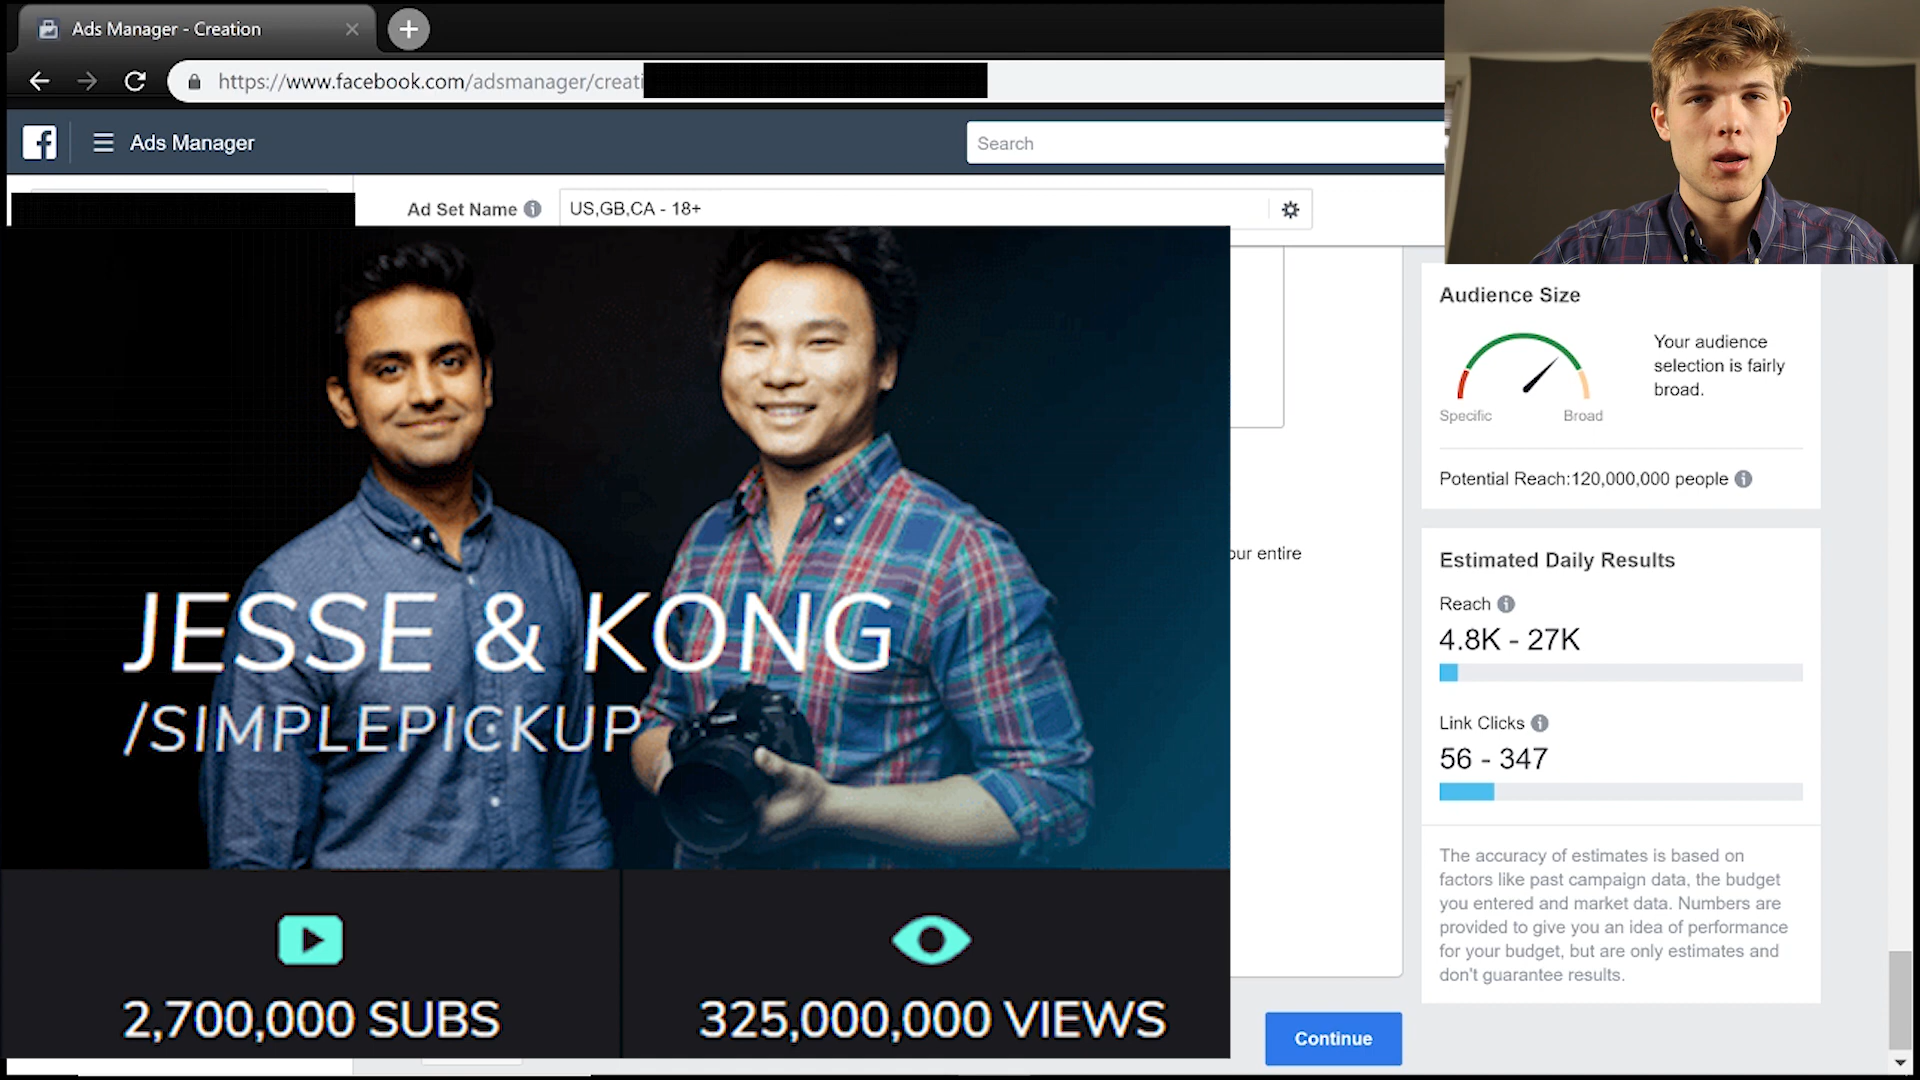 Ads Manager - Creation
https://www.facebook.com/adsmanager/creati
Ads Manager
Search
Ad Set Name
US,GB,CA - 18+
JESSE & KONG
/SIMPLEPICKUP
2,700,000 SUBS
325,000,000 VIEWS
our entire
Continue
Audience Size
Your audience
selection is fairly
broad.
Specific
Broad
Potential Reach:120,000,000 people
Estimated Daily Results
Reach
4.8K - 27K
Link Clicks
56 - 347
The accuracy of estimates is based on
factors like past campaign data, the budget
you entered and market data. Numbers are
provided to give you an idea of performance
for your budget, but are only estimates and
don't guarantee results.